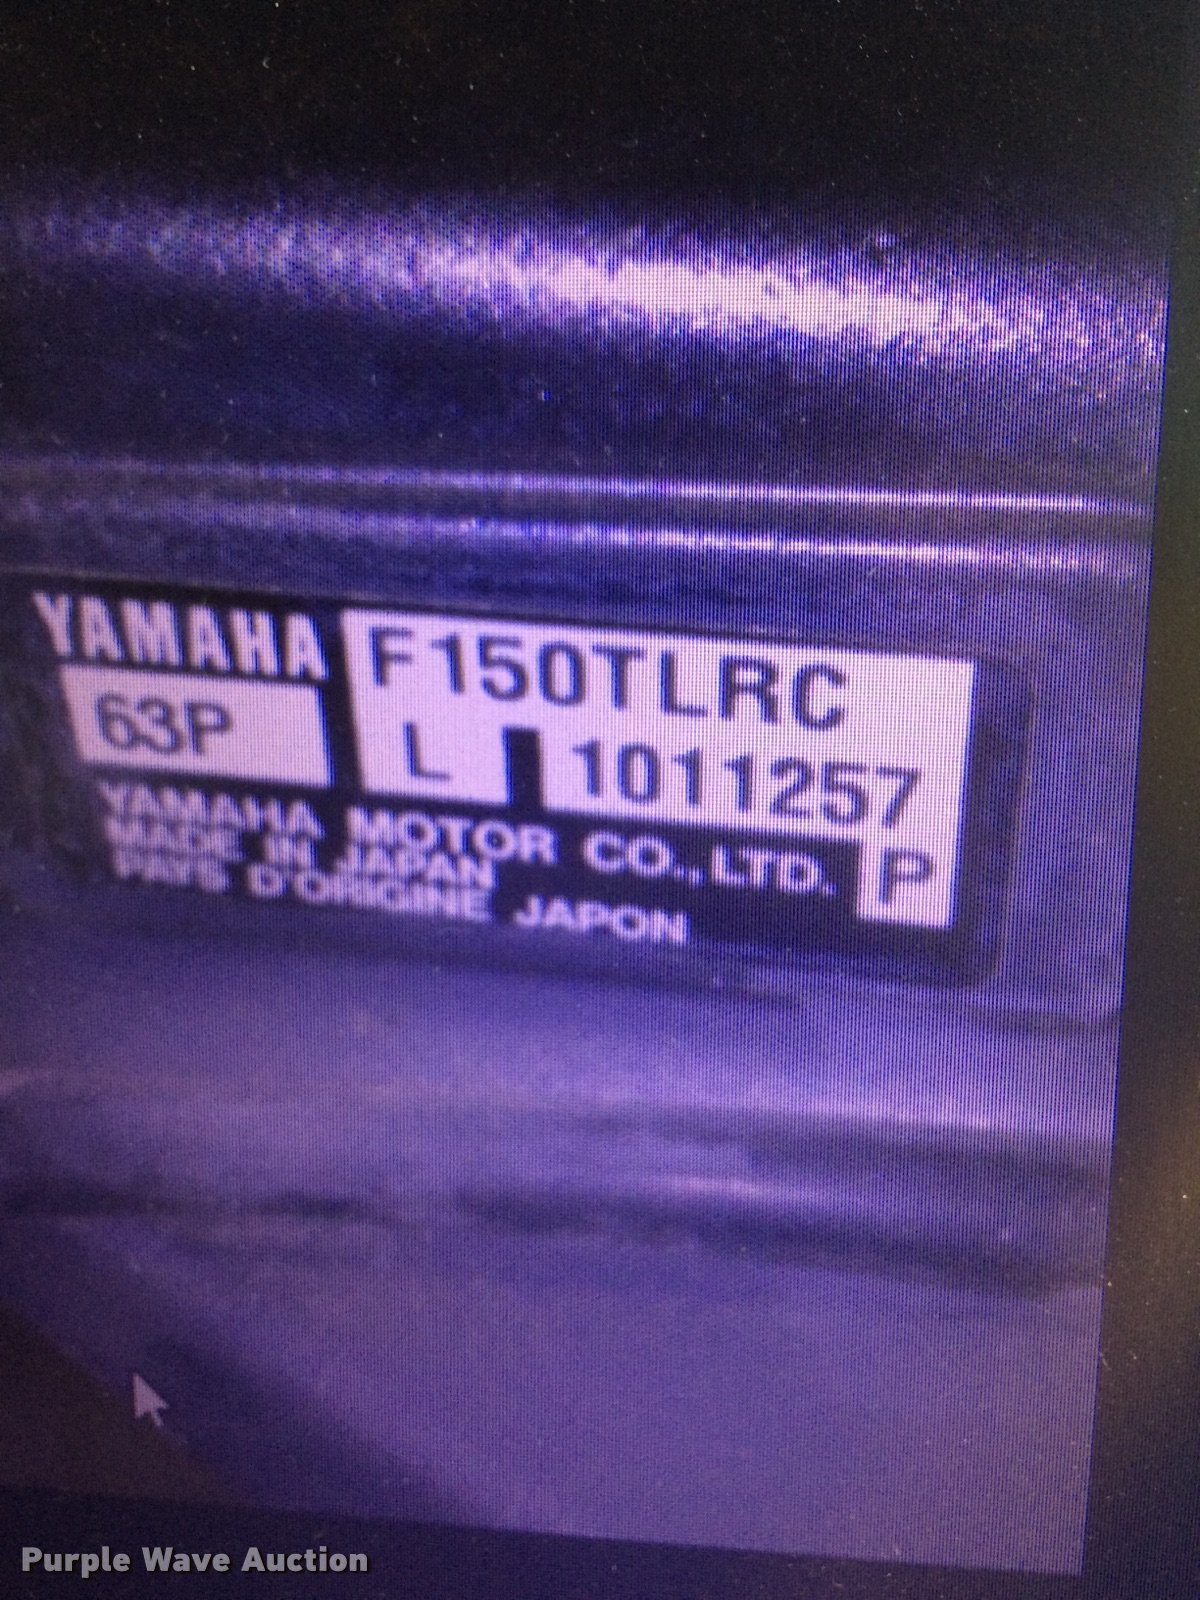 YAMAHA F150TLRC
63P L 1011257
YAMAHA MOTOR CO., LTD. P
MADE IN JAPAN
PAYS D'ORIGINE JAPON
Purple Wave Auction